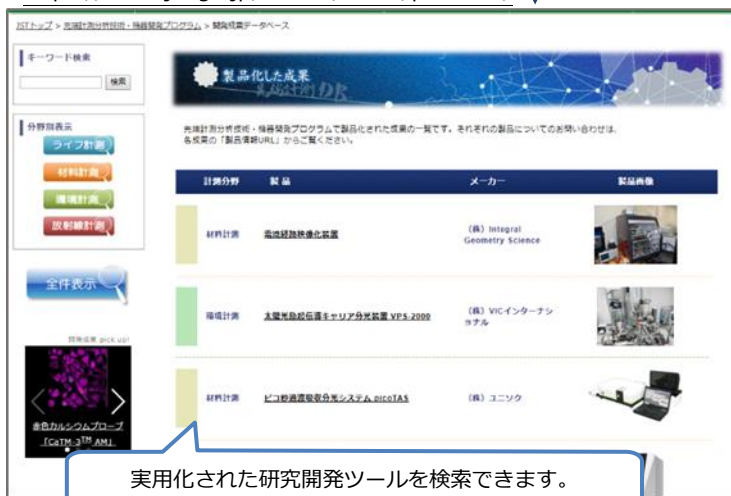 JSTトップ > 先端計測分析技術・機器開発プログラム > 開発成果データベース
キーワード検索
検索
分野別表示
ライフ計測
材料計測
環境計測
放射線計測
全件表示
開発成果 pick up!
赤色カルシウムプローブ
「CaTM-3™ AM」
製品化した成果
先端計測分析技術・機器開発プログラムで製品化された成果の一覧です。それぞれの製品についてのお問い合わせは、
各成果の「製品情報URL」からご覧ください。
計測分野 製品 メーカー 製品画像
材料計測 電流経路映像化装置 （株）Integral
Geometry Science
環境計測 太陽光励起伝導キャリア分光装置 VPS-2000 （株）VICインターナショ
ナル
材料計測 ピコ秒過渡吸収分光システム picoTAS （株）ユニソク
実用化された研究開発ツールを検索できます。